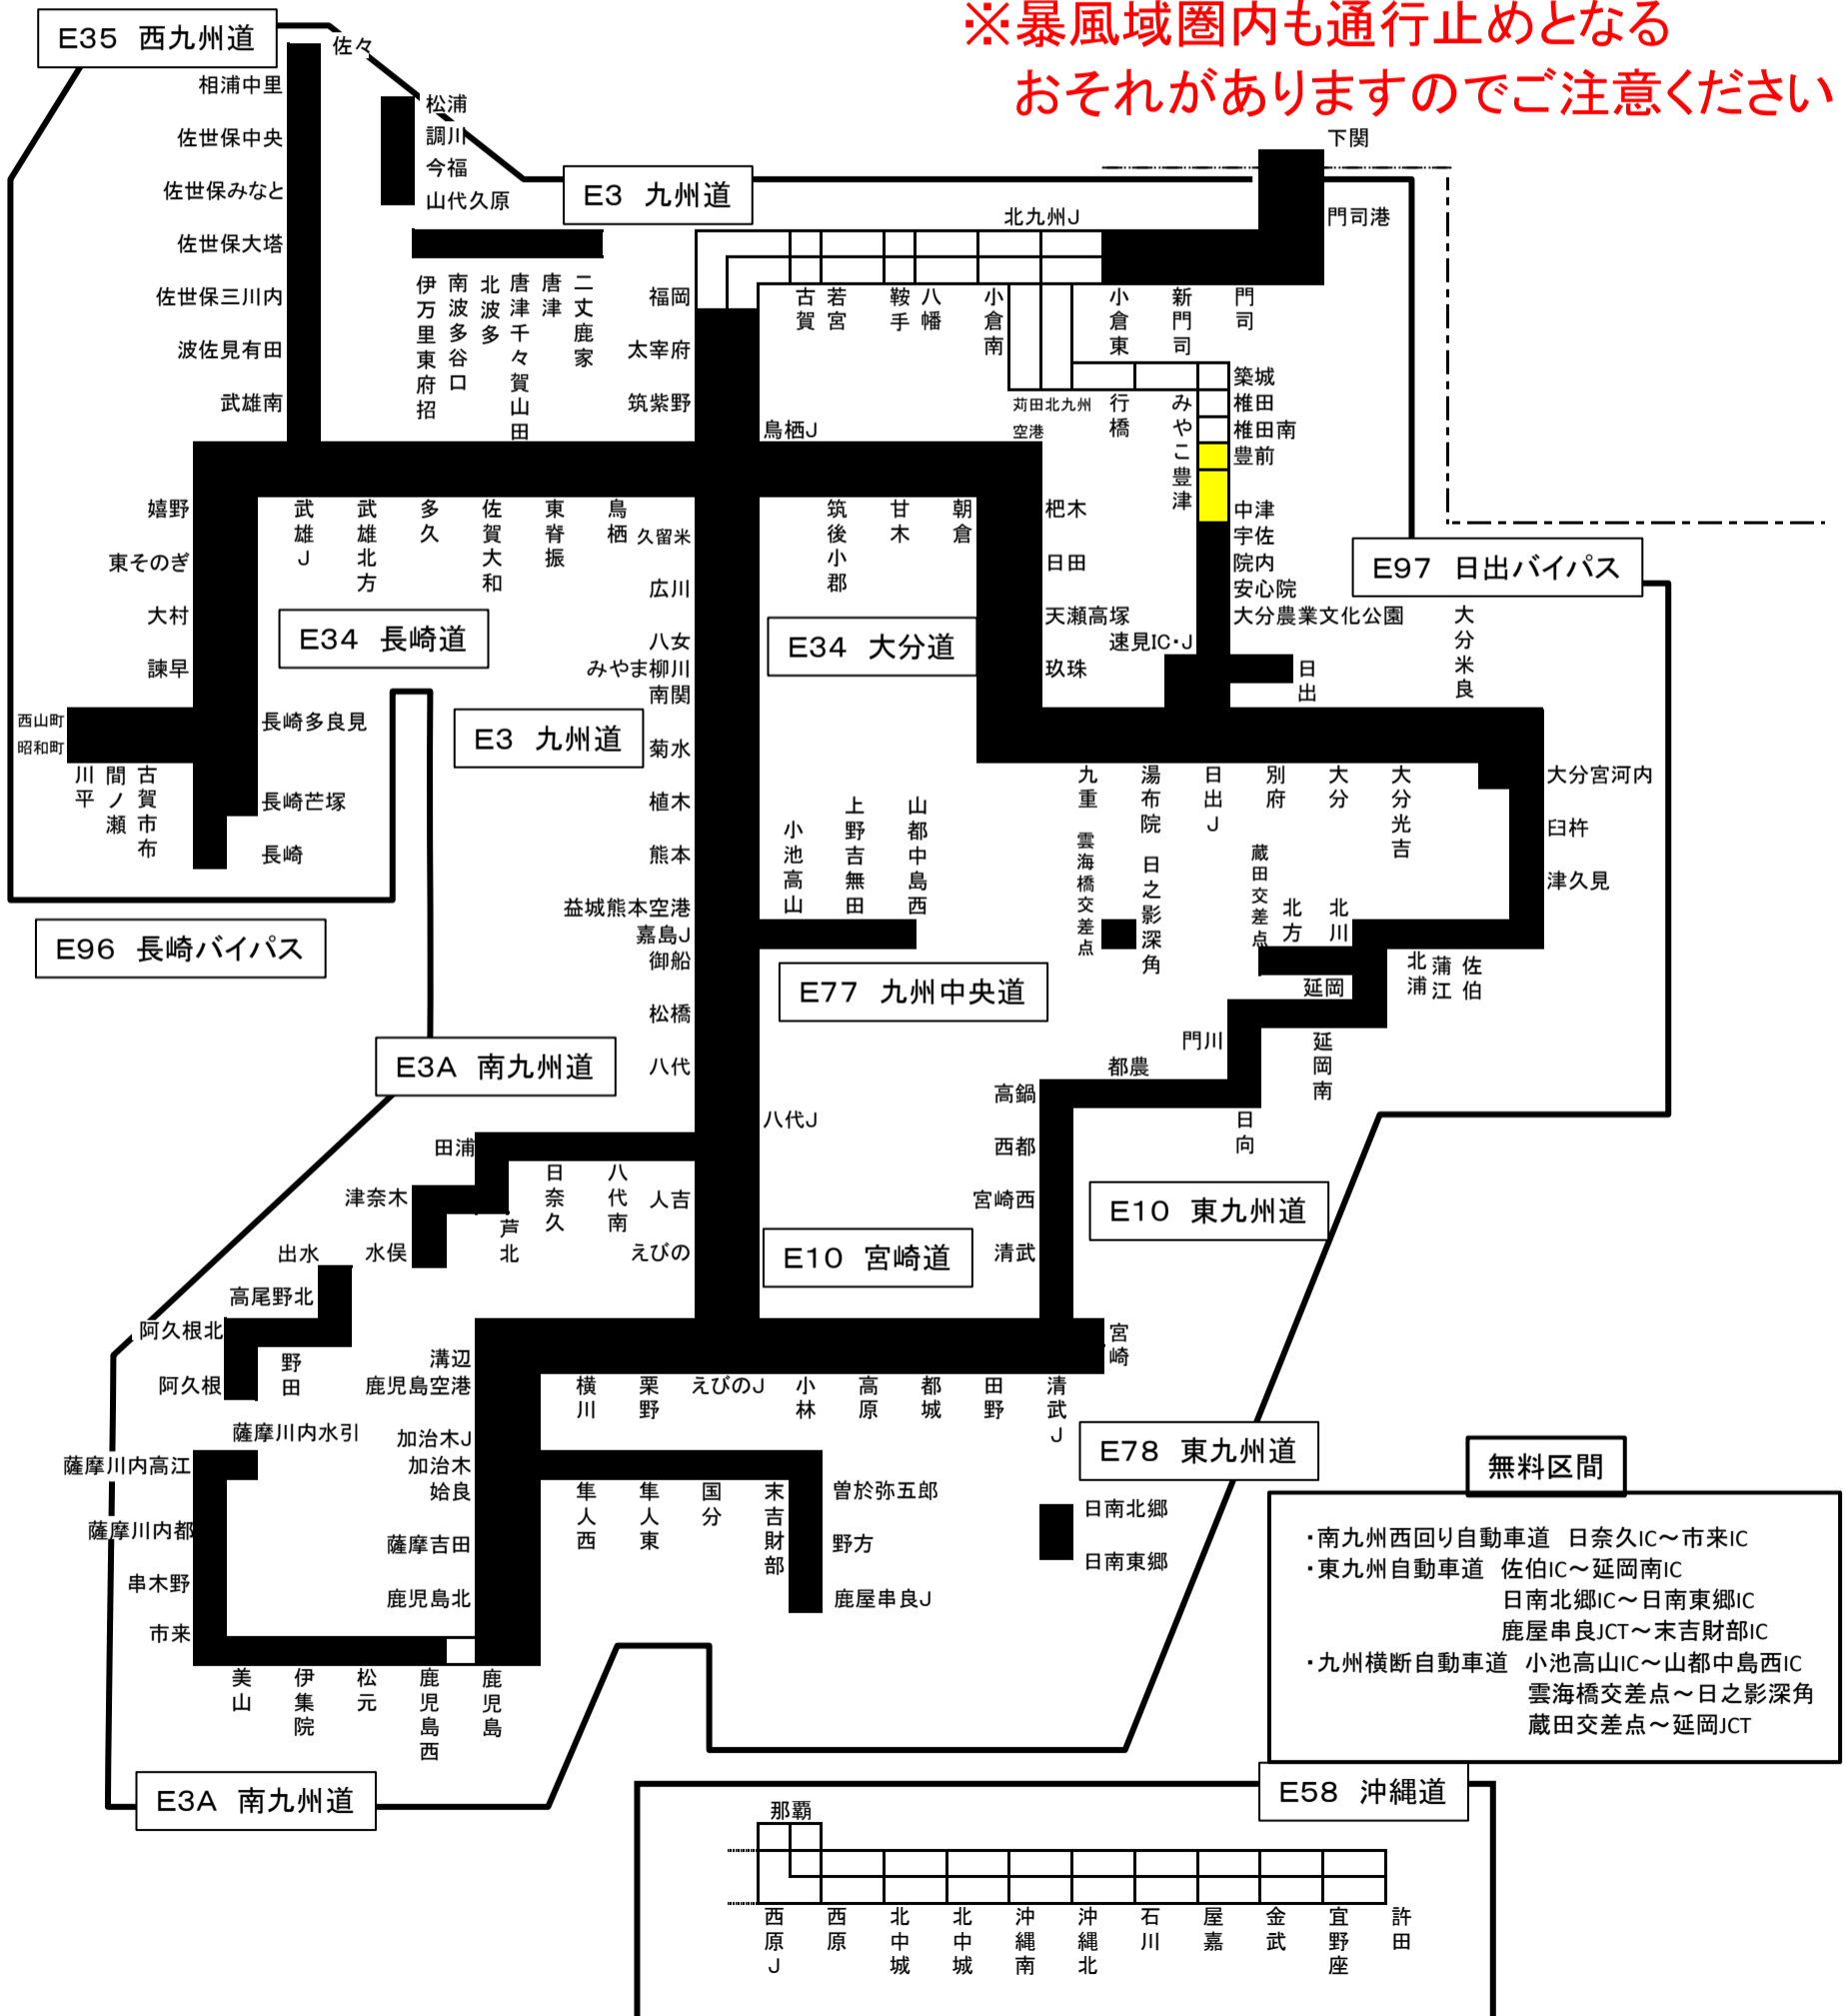 ※暴風域圏内も通行止めとなる
おそれがありますのでご注意ください
E35 西九州道
佐々
相浦中里
佐世保中央
佐世保みなと
佐世保大塔
佐世保三川内
波佐見有田
武雄南
松浦
調川
今福
山代久原
E3 九州道
下関
門司港
北九州J
伊万里東府招
南波多谷口
北波多
唐津千々賀山田
唐津
二丈鹿家
福岡
太宰府
筑紫野
鳥栖J
古賀
若宮
鞍手
八幡
小倉南
小倉東
新門司
門司
苅田北九州
空港
行橋
みやこ豊津
築城
椎田
椎田南
豊前
中津
宇佐
院内
安心院
大分農業文化公園
速見IC・J
日出
E97 日出バイパス
大分米良
嬉野
東そのぎ
大村
諫早
武雄J
武雄北方
多久
佐賀大和
東脊振
鳥栖
久留米
広川
八女
みやま柳川
南関
菊水
植木
熊本
益城熊本空港
嘉島J
御船
松橋
八代
筑後小郡
甘木
朝倉
杷木
日田
天瀬高塚
玖珠
E34 長崎道
E34 大分道
E3 九州道
西山町
昭和町
川平
間ノ瀬
古賀市布
長崎多良見
長崎芒塚
長崎
E96 長崎バイパス
九重
湯布院
日出J
別府
大分
大分光吉
大分宮河内
臼杵
津久見
小池高山
上野吉無田
山都中島西
雲海橋交差点
日之影深角
蔵田交差点
北方
北川
延岡
北浦
蒲江
佐伯
E77 九州中央道
E3A 南九州道
門川
延岡南
都農
高鍋
日向
西都
宮崎西
清武
八代J
田浦
津奈木
水俣
芦北
日奈久
八代南
人吉
えびの
E10 宮崎道
E10 東九州道
出水
高尾野北
阿久根北
阿久根
野田
薩摩川内水引
薩摩川内高江
薩摩川内都
串木野
市来
溝辺
鹿児島空港
加治木J
加治木
姶良
薩摩吉田
鹿児島北
横川
栗野
えびのJ
小林
高原
都城
田野
清武J
宮崎
隼人西
隼人東
国分
末吉財部
曽於弥五郎
野方
鹿屋串良J
E78 東九州道
日南北郷
日南東郷
美山
伊集院
松元
鹿児島西
鹿児島
E3A 南九州道
無料区間
・南九州西回り自動車道 日奈久IC～市来IC
・東九州自動車道 佐伯IC～延岡南IC
日南北郷IC～日南東郷IC
鹿屋串良JCT～末吉財部IC
・九州横断自動車道 小池高山IC～山都中島西IC
雲海橋交差点～日之影深角
蔵田交差点～延岡JCT
E58 沖縄道
那覇
西原J
西原
北中城
北中城
沖縄南
沖縄北
石川
屋嘉
金武
宜野座
許田